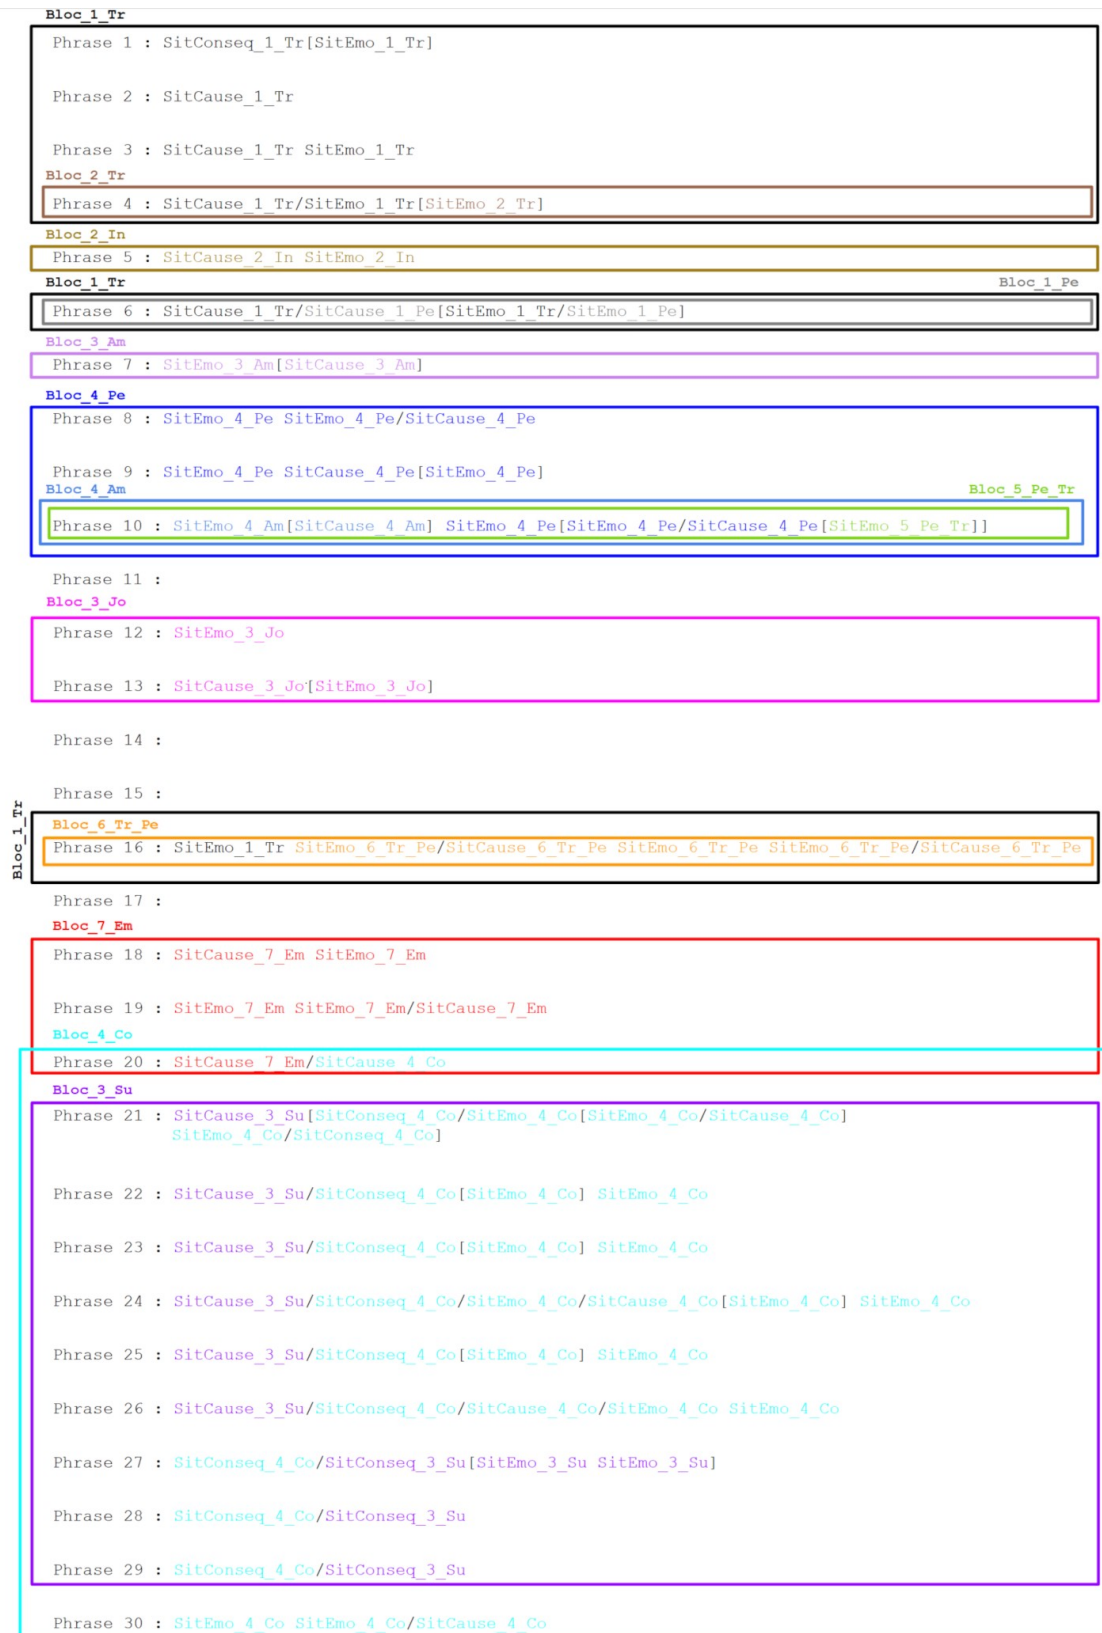 Bloc_1_Tr
Phrase 1 : SitConseq_1_Tr[SitEmo_1_Tr]
Phrase 2 : SitCause_1_Tr
Phrase 3 : SitCause_1_Tr SitEmo_1_Tr
Bloc_2_Tr
Phrase 4 : SitCause_1_Tr/SitEmo_1_Tr[SitEmo_2_Tr]
Bloc_2_In
Phrase 5 : SitCause_2_In SitEmo_2_In
Bloc_1_Tr Bloc_1_Pe
Phrase 6 : SitCause_1_Tr/SitCause_1_Pe[SitEmo_1_Tr/SitEmo_1_Pe]
Bloc_3_Am
Phrase 7 : SitEmo_3_Am[SitCause_3_Am]
Bloc_4_Pe
Phrase 8 : SitEmo_4_Pe SitEmo_4_Pe/SitCause_4_Pe
Phrase 9 : SitEmo_4_Pe SitCause_4_Pe[SitEmo_4_Pe]
Bloc_4_Am Bloc_5_Pe_Tr
Phrase 10 : SitEmo_4_Am[SitCause_4_Am] SitEmo_4_Pe[SitEmo_4_Pe/SitCause_4_Pe[SitEmo_5_Pe_Tr]]
Phrase 11 :
Bloc_3_Jo
Phrase 12 : SitEmo_3_Jo
Phrase 13 : SitCause_3_Jo[SitEmo_3_Jo]
Phrase 14 :
Phrase 15 :
Bloc_1_Tr
Bloc_6_Tr_Pe
Phrase 16 : SitEmo_1_Tr SitEmo_6_Tr_Pe/SitCause_6_Tr_Pe SitEmo_6_Tr_Pe SitEmo_6_Tr_Pe/SitCause_6_Tr_Pe
Phrase 17 :
Bloc_7_Em
Phrase 18 : SitCause_7_Em SitEmo_7_Em
Phrase 19 : SitEmo_7_Em SitEmo_7_Em/SitCause_7_Em
Bloc_4_Co
Phrase 20 : SitCause_7_Em/SitCause_4_Co
Bloc_3_Su
Phrase 21 : SitCause_3_Su[SitConseq_4_Co/SitEmo_4_Co[SitEmo_4_Co/SitCause_4_Co]
SitEmo_4_Co/SitConseq_4_Co]
Phrase 22 : SitCause_3_Su/SitConseq_4_Co[SitEmo_4_Co] SitEmo_4_Co
Phrase 23 : SitCause_3_Su/SitConseq_4_Co[SitEmo_4_Co] SitEmo_4_Co
Phrase 24 : SitCause_3_Su/SitConseq_4_Co/SitEmo_4_Co/SitCause_4_Co[SitEmo_4_Co] SitEmo_4_Co
Phrase 25 : SitCause_3_Su/SitConseq_4_Co[SitEmo_4_Co] SitEmo_4_Co
Phrase 26 : SitCause_3_Su/SitConseq_4_Co/SitCause_4_Co/SitEmo_4_Co SitEmo_4_Co
Phrase 27 : SitConseq_4_Co/SitConseq_3_Su[SitEmo_3_Su SitEmo_3_Su]
Phrase 28 : SitConseq_4_Co/SitConseq_3_Su
Phrase 29 : SitConseq_4_Co/SitConseq_3_Su
Phrase 30 : SitEmo_4_Co SitEmo_4_Co/SitCause_4_Co